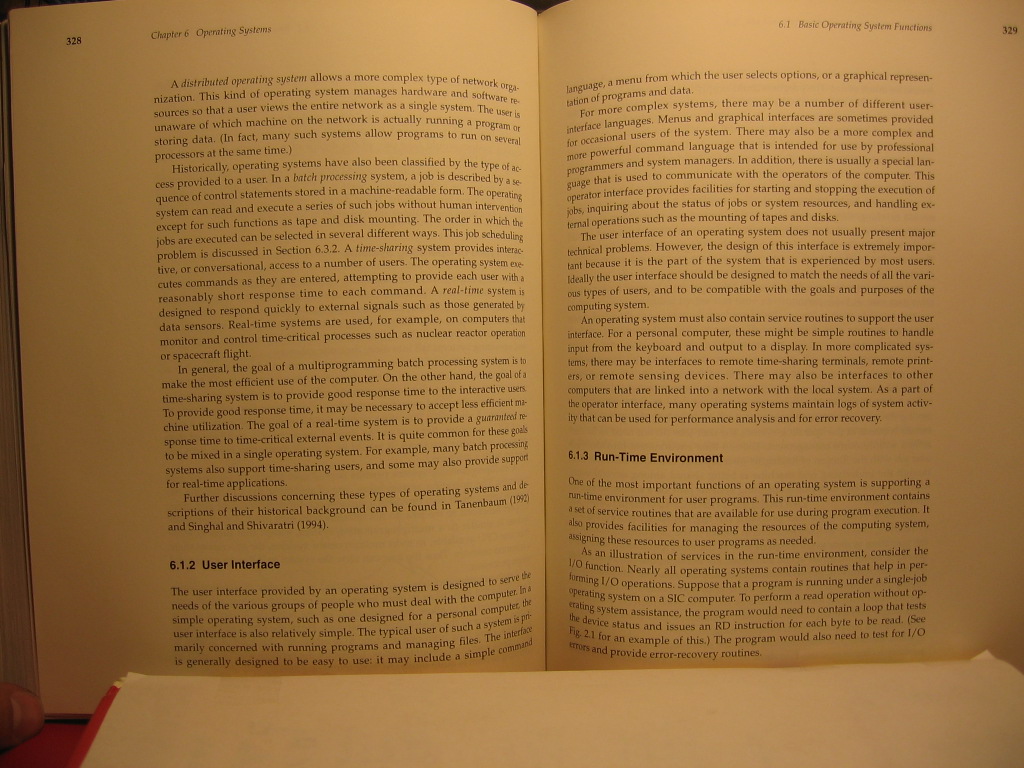 328
Chapter 6 Operating Systems
A distributed operating system allows a more complex type of network orga-
nization. This kind of operating system manages hardware and software re-
sources so that a user views the entire network as a single system. The user is
unaware of which machine on the network is actually running a program or
storing data. (In fact, many such systems allow programs to run on several
processors at the same time.)
Historically, operating systems have also been classified by the type of ac-
cess provided to a user. In a batch processing system, a job is described by a se-
quence of control statements stored in a machine-readable form. The operating
system can read and execute a series of such jobs without human intervention
except for such functions as tape and disk mounting. The order in which the
jobs are executed can be selected in several different ways. This job scheduling
problem is discussed in Section 6.3.2. A time-sharing system provides interac-
tive, or conversational, access to a number of users. The operating system exe-
cutes commands as they are entered, attempting to provide each user with a
reasonably short response time to each command. A real-time system is
designed to respond quickly to external signals such as those generated by
data sensors. Real-time systems are used, for example, on computers that
monitor and control time-critical processes such as nuclear reactor operation
or spacecraft flight.
In general, the goal of a multiprogramming batch processing system is to
make the most efficient use of the computer. On the other hand, the goal of a
time-sharing system is to provide good response time to the interactive users.
To provide good response time, it may be necessary to accept less efficient ma-
chine utilization. The goal of a real-time system is to provide a guaranteed re-
sponse time to time-critical external events. It is quite common for these goals
to be mixed in a single operating system. For example, many batch processing
systems also support time-sharing users, and some may also provide support
for real-time applications.
Further discussions concerning these types of operating systems and de-
scriptions of their historical background can be found in Tanenbaum (1992)
and Singhal and Shivaratri (1994).
6.1.2 User Interface
The user interface provided by an operating system is designed to serve the
needs of the various groups of people who must deal with the computer. In a
simple operating system, such as one designed for a personal computer, the
user interface is also relatively simple. The typical user of such a system is pri-
marily concerned with running programs and managing files. The interface
is generally designed to be easy to use: it may include a simple command
6.1 Basic Operating System Functions
329
language, a menu from which the user selects options, or a graphical represen-
tation of programs and data.
For more complex systems, there may be a number of different user-
interface languages. Menus and graphical interfaces are sometimes provided
for occasional users of the system. There may also be a more complex and
more powerful command language that is intended for use by professional
programmers and system managers. In addition, there is usually a special lan-
guage that is used to communicate with the operators of the computer. This
operator interface provides facilities for starting and stopping the execution of
jobs, inquiring about the status of jobs or system resources, and handling ex-
ternal operations such as the mounting of tapes and disks.
The user interface of an operating system does not usually present major
technical problems. However, the design of this interface is extremely impor-
tant because it is the part of the system that is experienced by most users.
Ideally the user interface should be designed to match the needs of all the vari-
ous types of users, and to be compatible with the goals and purposes of the
computing system.
An operating system must also contain service routines to support the user
interface. For a personal computer, these might be simple routines to handle
input from the keyboard and output to a display. In more complicated sys-
tems, there may be interfaces to remote time-sharing terminals, remote print-
ers, or remote sensing devices. There may also be interfaces to other
computers that are linked into a network with the local system. As a part of
the operator interface, many operating systems maintain logs of system activ-
ity that can be used for performance analysis and for error recovery.
6.1.3 Run-Time Environment
One of the most important functions of an operating system is supporting a
run-time environment for user programs. This run-time environment contains
a set of service routines that are available for use during program execution. It
also provides facilities for managing the resources of the computing system,
assigning these resources to user programs as needed.
As an illustration of services in the run-time environment, consider the
I/O function. Nearly all operating systems contain routines that help in per-
forming I/O operations. Suppose that a program is running under a single-job
operating system on a SIC computer. To perform a read operation without op-
erating system assistance, the program would need to contain a loop that tests
the device status and issues an RD instruction for each byte to be read. (See
Fig. 2.1 for an example of this.) The program would also need to test for I/O
errors and provide error-recovery routines.